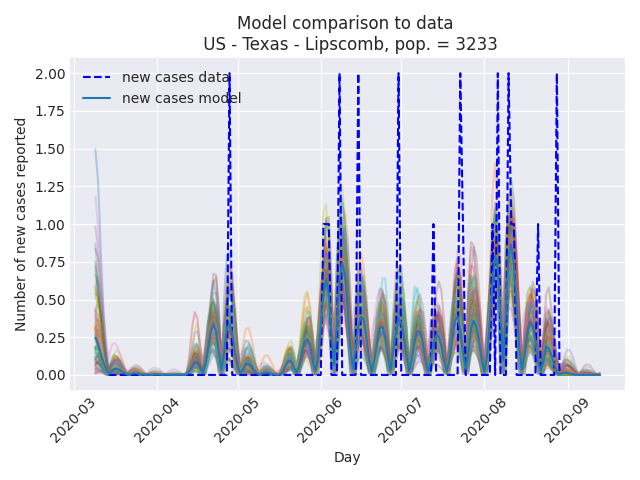 Model comparison to data
US - Texas - Lipscomb, pop. = 3233
new cases data
new cases model
Number of new cases reported
2.00
1.75
1.50
1.25
1.00
0.75
0.50
0.25
0.00
2020-03
2020-04
2020-05
2020-06
2020-07
2020-08
2020-09
Day